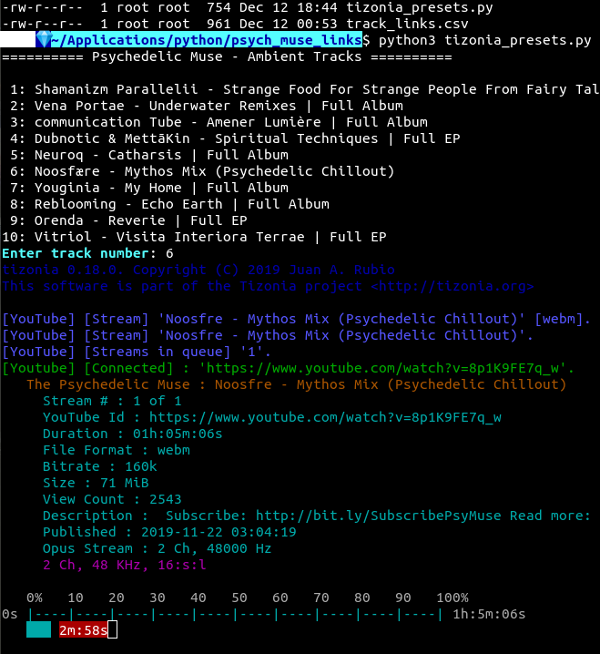 -rw-r--r-- 1 root root 754 Dec 12 18:44 tizonia_presets.py
-rw-r--r-- 1 root root 961 Dec 12 00:53 track_links.csv
~/Applications/python/psych_muse_links$ python3 tizonia_presets.py
========== Psychedelic Muse - Ambient Tracks ==========
1: Shamanizm Parallelii - Strange Food For Strange People From Fairy Tal
2: Vena Portae - Underwater Remixes | Full Album
3: communication Tube - Amener Lumière | Full Album
4: Dubnotic & MettāKin - Spiritual Techniques | Full EP
5: Neuroq - Catharsis | Full Album
6: Noosfære - Mythos Mix (Psychedelic Chillout)
7: Youginia - My Home | Full Album
8: Reblooming - Echo Earth | Full Album
9: Orenda - Reverie | Full EP
10: Vitriol - Visita Interiora Terrae | Full EP
Enter track number: 6
tizonia 0.18.0. Copyright (C) 2019 Juan A. Rubio
This software is part of the Tizonia project <http://tizonia.org>
[YouTube] [Stream] 'Noosfre - Mythos Mix (Psychedelic Chillout)' [webm].
[YouTube] [Stream] 'Noosfre - Mythos Mix (Psychedelic Chillout)'.
[YouTube] [Streams in queue] '1'.
[Youtube] [Connected] : 'https://www.youtube.com/watch?v=8p1K9FE7q_w'.
The Psychedelic Muse : Noosfre - Mythos Mix (Psychedelic Chillout)
Stream # : 1 of 1
YouTube Id : https://www.youtube.com/watch?v=8p1K9FE7q_w
Duration : 01h:05m:06s
File Format : webm
Bitrate : 160k
Size : 71 MiB
View Count : 2543
Description :  Subscribe: http://bit.ly/SubscribePsyMuse Read more:
Published : 2019-11-22 03:04:19
Opus Stream : 2 Ch, 48000 Hz
2 Ch, 48 KHz, 16:s:l
0% 10 20 30 40 50 60 70 80 90 100%
0s |----|----|----|----|----|----|----|----|----|----| 1h:5m:06s
2m:58s